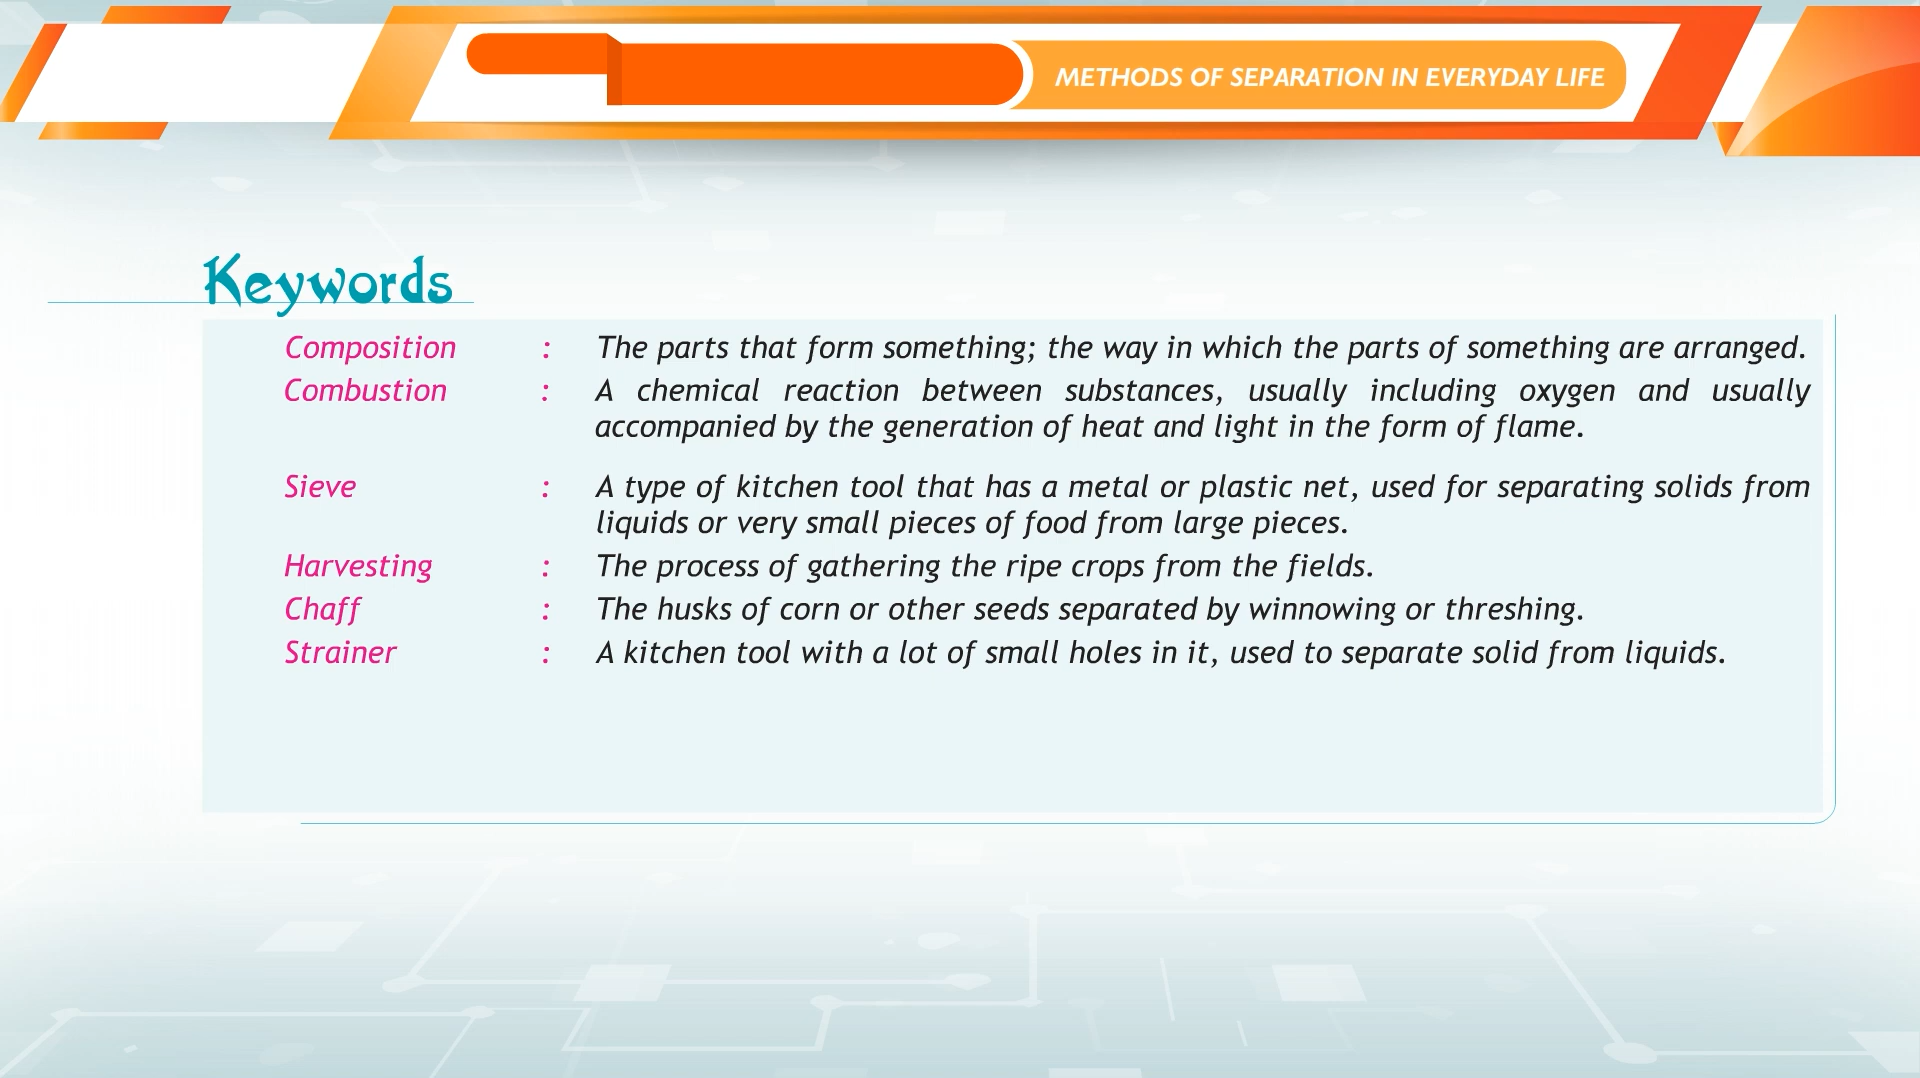 METHODS OF SEPARATION IN EVERYDAY LIFE
Keywords
Composition : The parts that form something; the way in which the parts of something are arranged.
Combustion : A chemical reaction between substances, usually including oxygen and usually
accompanied by the generation of heat and light in the form of flame.
Sieve : A type of kitchen tool that has a metal or plastic net, used for separating solids from
liquids or very small pieces of food from large pieces.
Harvesting : The process of gathering the ripe crops from the fields.
Chaff : The husks of corn or other seeds separated by winnowing or threshing.
Strainer : A kitchen tool with a lot of small holes in it, used to separate solid from liquids.